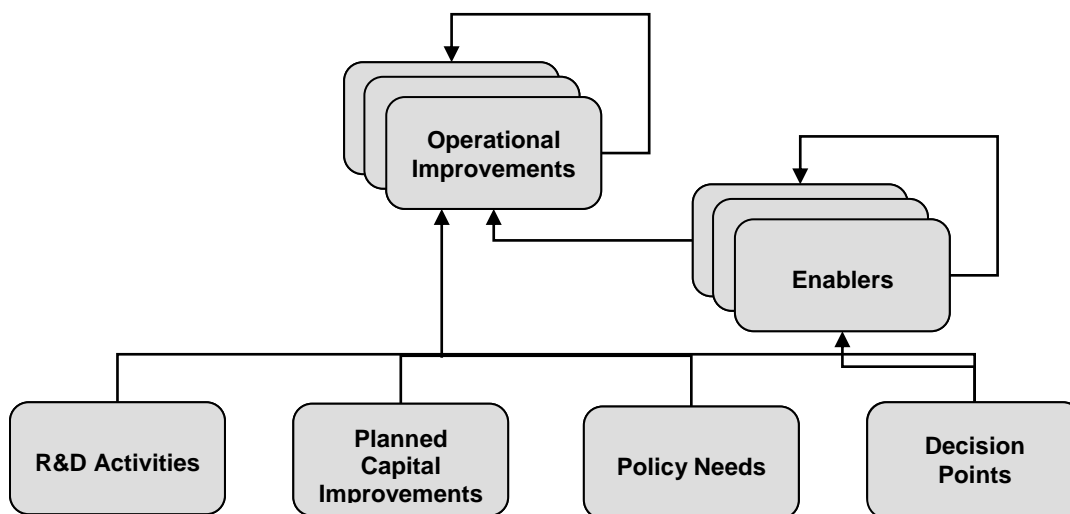 Operational
Improvements
Enablers
R&D Activities
Planned
Capital
Improvements
Policy Needs
Decision
Points